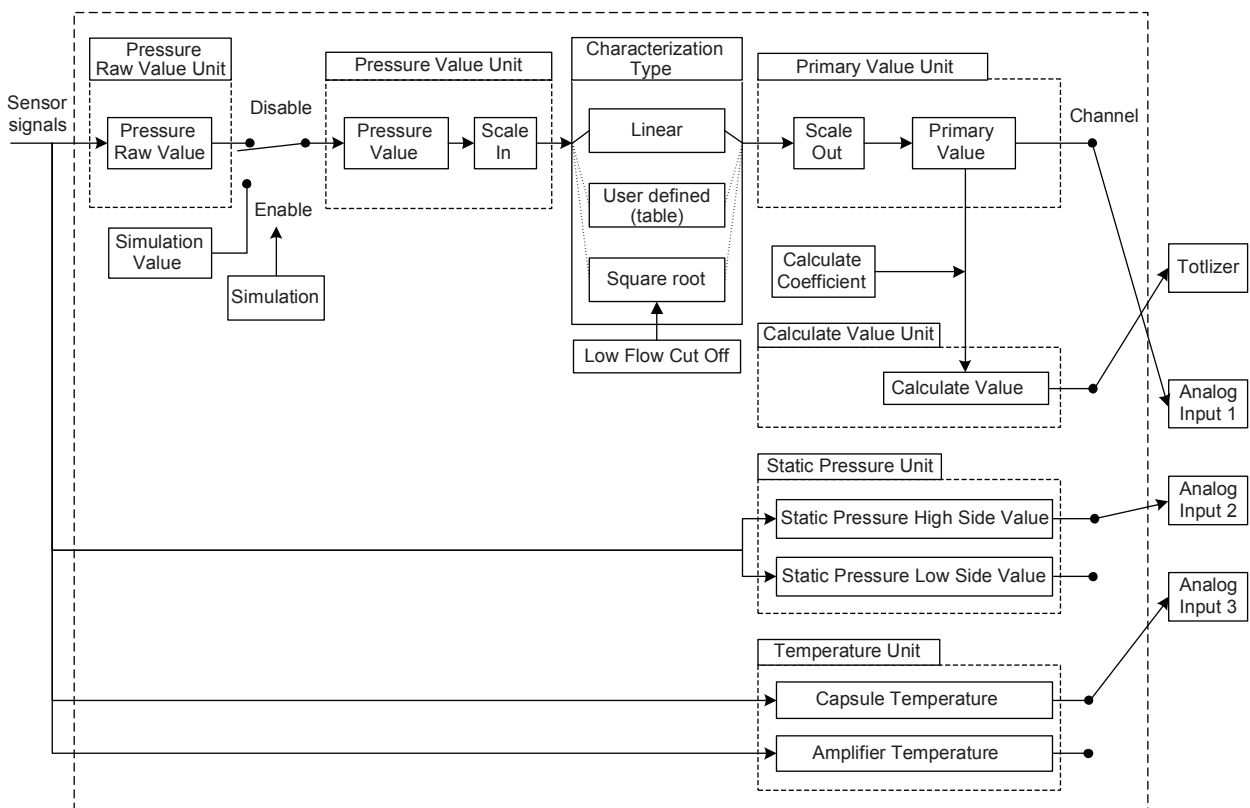 Sensor
signals
Pressure
Raw Value Unit
Pressure
Raw Value
Disable
Enable
Simulation
Value
Simulation
Pressure Value Unit
Pressure
Value
Scale
In
Characterization
Type
Linear
User defined
(table)
Square root
Low Flow Cut Off
Primary Value Unit
Scale
Out
Primary
Value
Channel
Calculate
Coefficient
Calculate Value Unit
Calculate Value
Totlizer
Analog
Input 1
Static Pressure Unit
Static Pressure High Side Value
Static Pressure Low Side Value
Analog
Input 2
Analog
Input 3
Temperature Unit
Capsule Temperature
Amplifier Temperature